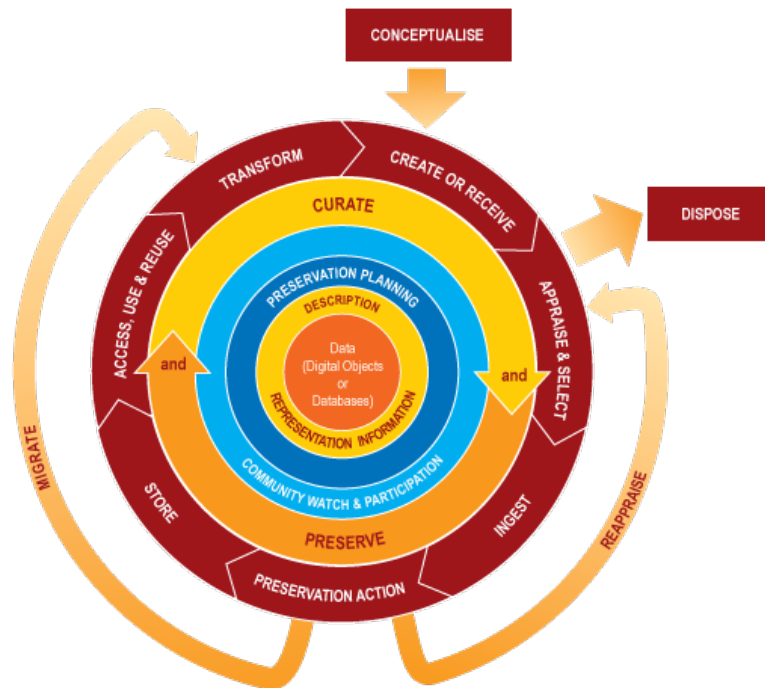 CONCEPTUALISE
TRANSFORM
CREATE OR RECEIVE
DISPOSE
CURATE
ACCESS, USE & REUSE
APPRAISE & SELECT
PRESERVATION PLANNING
DESCRIPTION
Data
(Digital Objects
or
Databases)
and
and
REPRESENTATION INFORMATION
COMMUNITY WATCH & PARTICIPATION
MIGRATE
STORE
INGEST
REAPPRAISE
PRESERVE
PRESERVATION ACTION